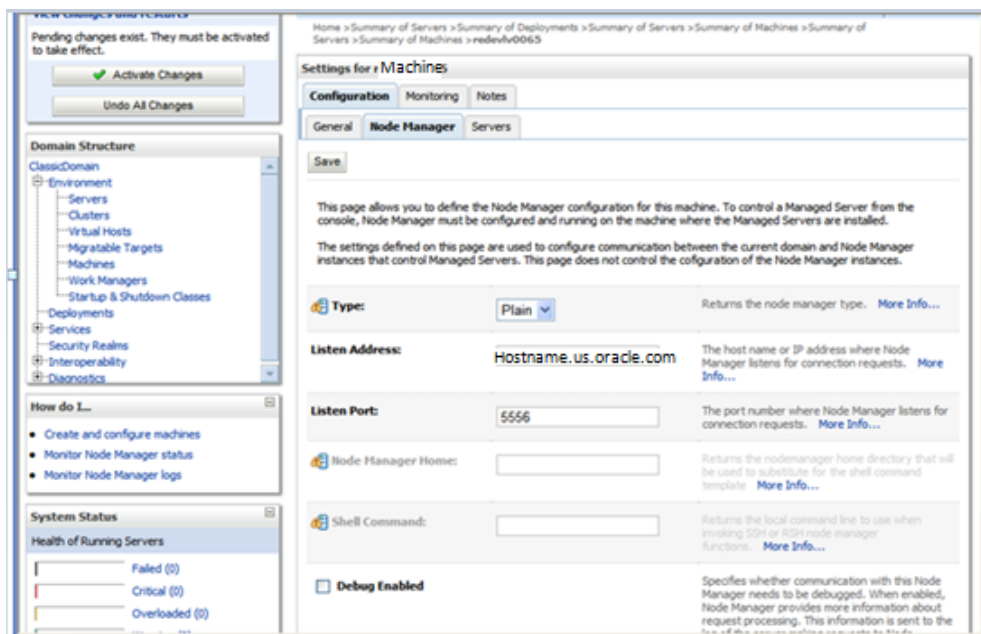 View changes and restarts
Pending changes exist. They must be activated
to take effect.
Activate Changes
Undo All Changes
Domain Structure
ClassicDomain
Environment
Servers
Clusters
Virtual Hosts
Migratable Targets
Machines
Work Managers
Startup & Shutdown Classes
Deployments
Services
Security Realms
Interoperability
Diagnostics
How do I...
Create and configure machines
Monitor Node Manager status
Monitor Node Manager logs
System Status
Health of Running Servers
Failed (0)
Critical (0)
Overloaded (0)
Home >Summary of Servers >Summary of Deployments >Summary of Servers >Summary of Machines >Summary of
Servers >Summary of Machines >redevlv0065
Settings for Machines
Configuration Monitoring Notes
General Node Manager Servers
Save
This page allows you to define the Node Manager configuration for this machine. To control a Managed Server from the
console, Node Manager must be configured and running on the machine where the Managed Servers are installed.
The settings defined on this page are used to configure communication between the current domain and Node Manager
instances that control Managed Servers. This page does not control the cofiguration of the Node Manager instances.
Type: Plain Returns the node manager type. More Info...
Listen Address: Hostname.us.oracle.com The host name or IP address where Node
Manager listens for connection requests. More
Info...
Listen Port: 5556 The port number where Node Manager listens for
connection requests. More Info...
Node Manager Home: Returns the nodemanager home directory that will
be used to substitute for the shell command
template More Info...
Shell Command: Returns the local command line to use when
invoking SSH or RSH node manager
functions. More Info...
Debug Enabled Specifies whether communication with this Node
Manager needs to be debugged. When enabled,
Node Manager provides more information about
request processing. This information is sent to the